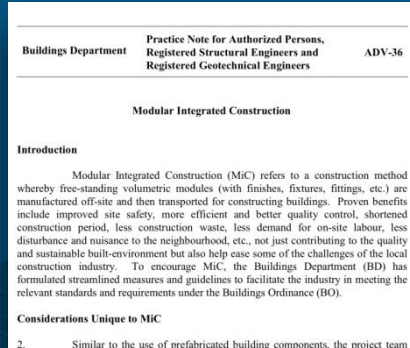 Buildings Department
Practice Note for Authorized Persons,
Registered Structural Engineers and
Registered Geotechnical Engineers
ADV-36
Modular Integrated Construction
Introduction
Modular Integrated Construction (MiC) refers to a construction method
whereby free-standing volumetric modules (with finishes, fixtures, fittings, etc.) are
manufactured off-site and then transported for constructing buildings. Proven benefits
include improved site safety, more efficient and better quality control, shortened
construction period, less construction waste, less demand for on-site labour, less
disturbance and nuisance to the neighbourhood, etc., not just contributing to the quality
and sustainable built-environment but also help ease some of the challenges of the local
construction industry. To encourage MiC, the Buildings Department (BD) has
formulated streamlined measures and guidelines to facilitate the industry in meeting the
relevant standards and requirements under the Buildings Ordinance (BO).
Considerations Unique to MiC
2. Similar to the use of prefabricated building components, the project team